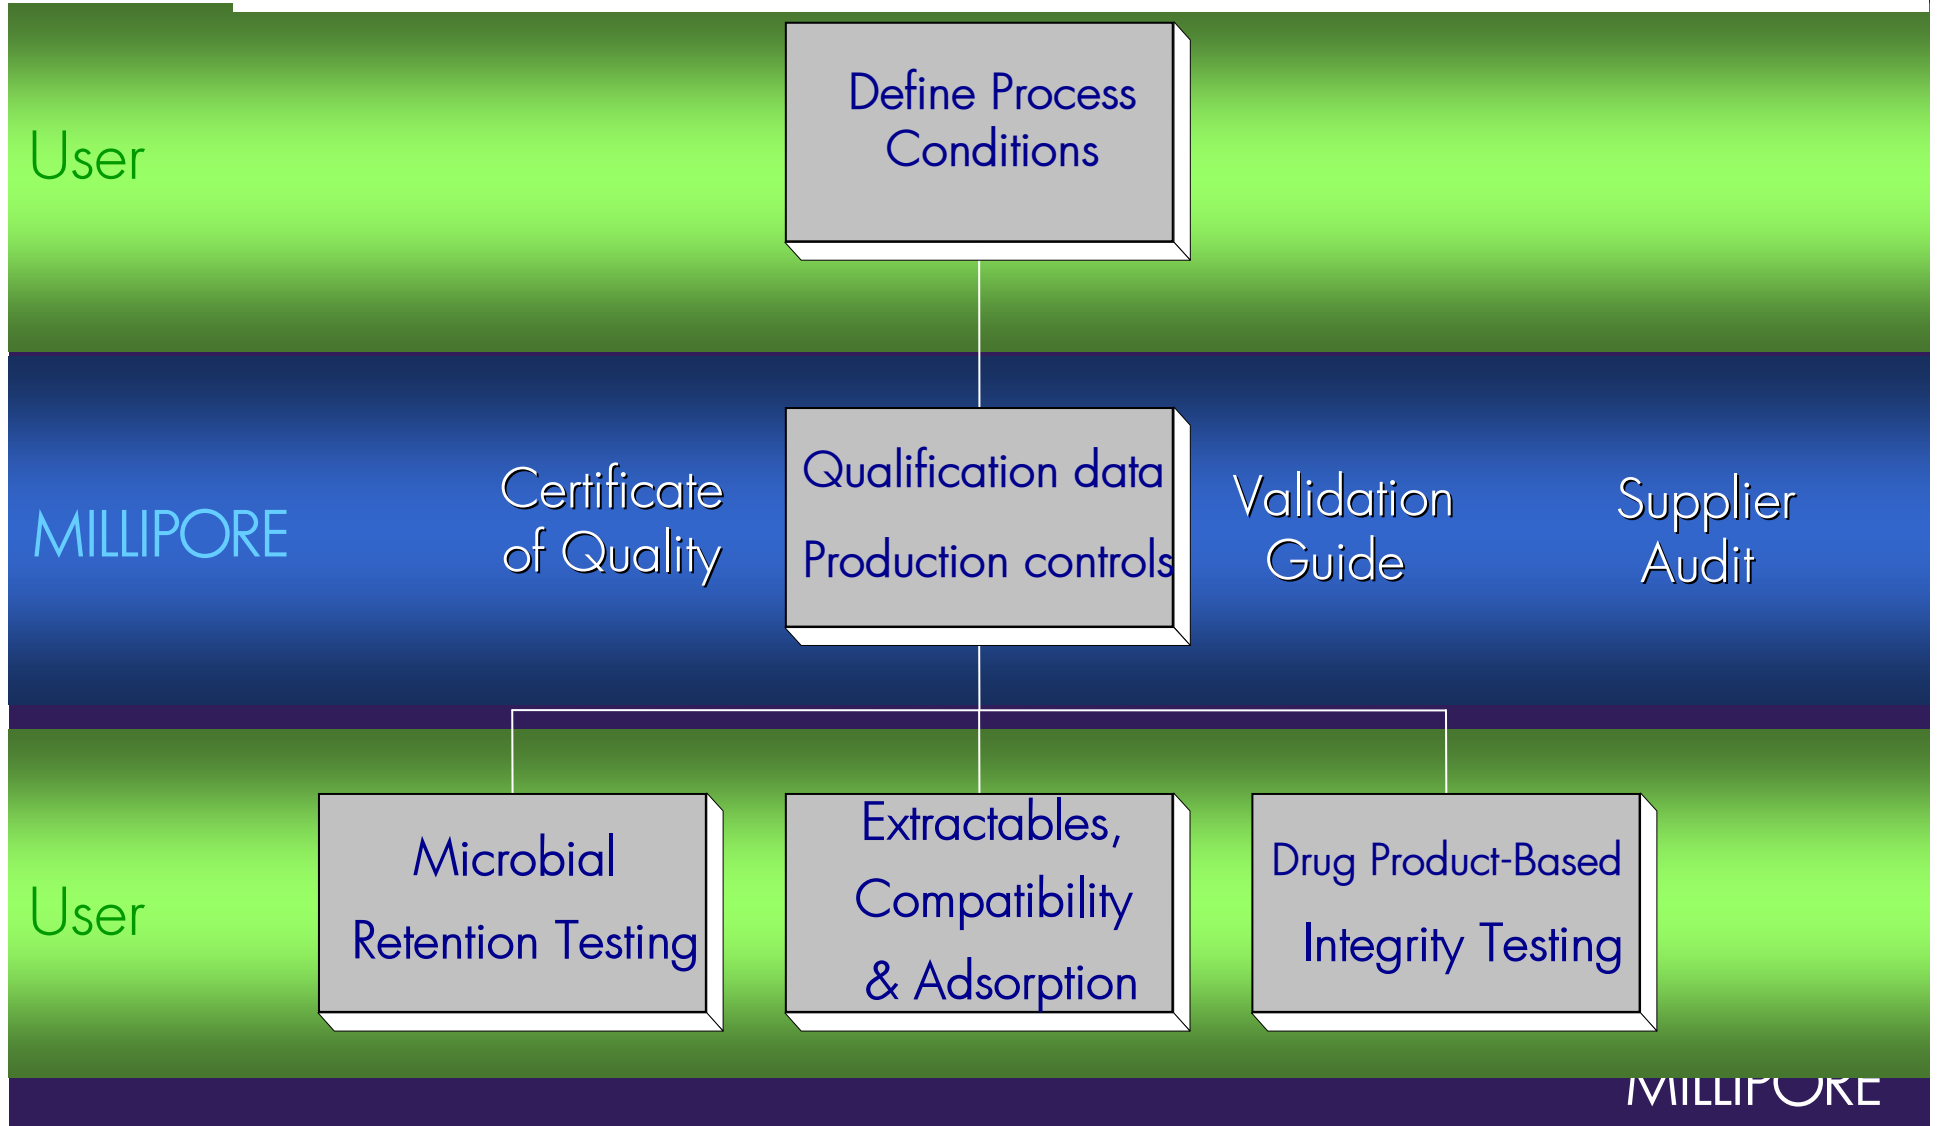 Define Process
Conditions
User
Certificate
of Quality
Qualification data
Production controls
Validation
Guide
Supplier
Audit
MILLIPORE
Microbial
Retention Testing
Extractables,
Compatibility
& Adsorption
Drug Product-Based
Integrity Testing
User
MILLIPORE